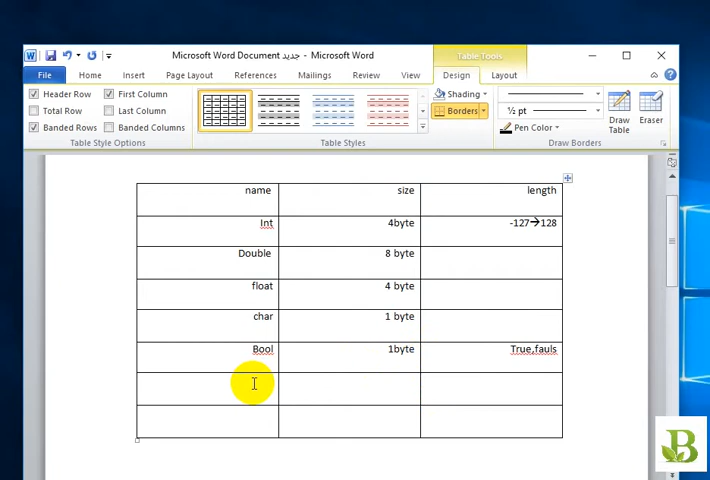 Microsoft Word Document جديد - Microsoft Word
Table Tools
File Home Insert Page Layout References Mailings Review View Design Layout
Header Row First Column
Total Row Last Column
Banded Rows Banded Columns
Shading
Borders
½ pt
Pen Color
Draw Table
Eraser
Table Style Options Table Styles Draw Borders
name size length
Int 4byte -127→128
Double 8 byte
float 4 byte
char 1 byte
Bool 1byte True,fauls
B